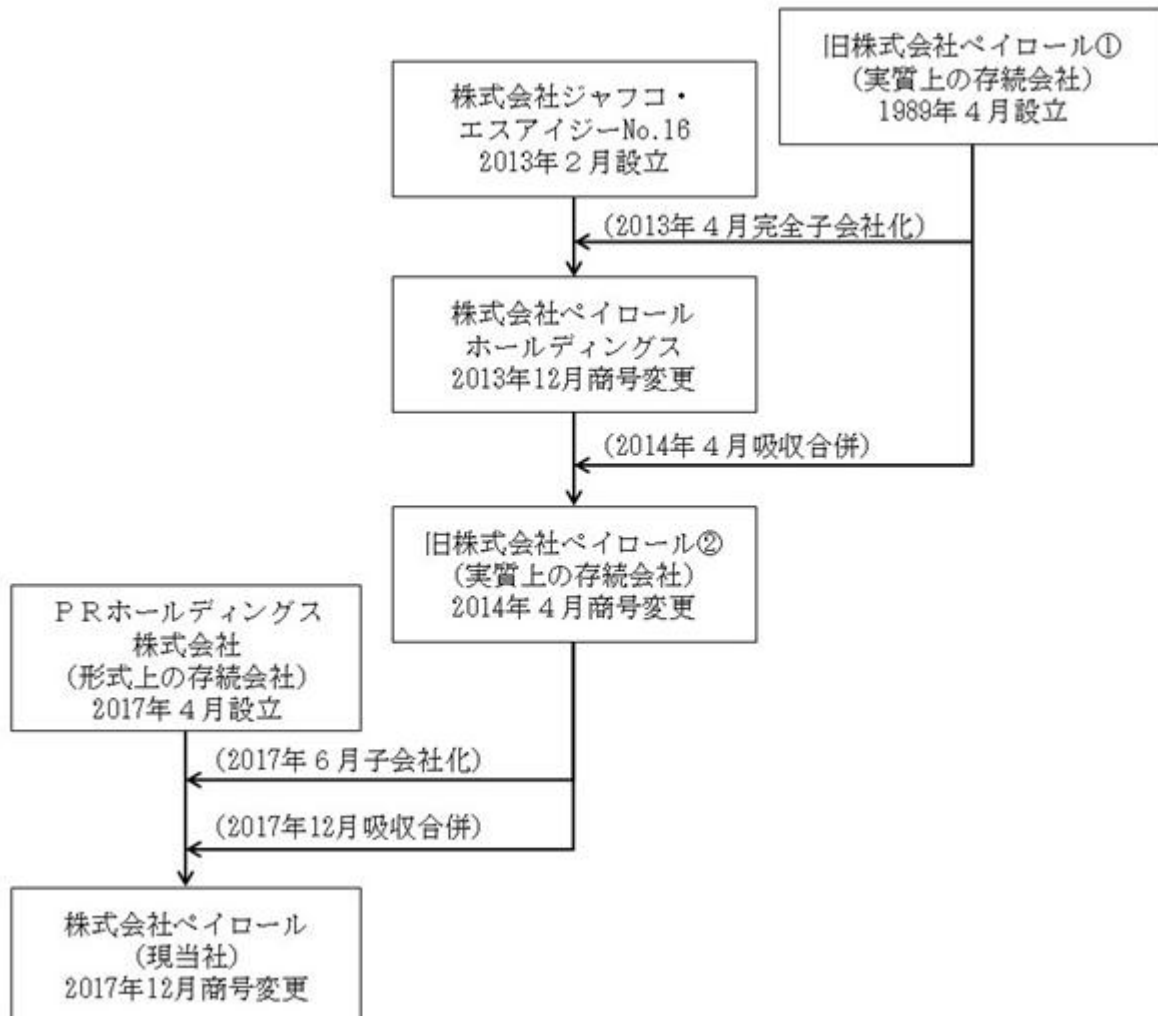 旧株式会社ペイロール①
(実質上の存続会社)
1989年４月設立
株式会社ジャフコ・
エスアイジーNo.16
2013年２月設立
(2013年４月完全子会社化)
株式会社ペイロール
ホールディングス
2013年12月商号変更
(2014年４月吸収合併)
旧株式会社ペイロール②
(実質上の存続会社)
2014年４月商号変更
ＰＲホールディングス
株式会社
(形式上の存続会社)
2017年４月設立
(2017年６月子会社化)
(2017年12月吸収合併)
株式会社ペイロール
(現当社)
2017年12月商号変更